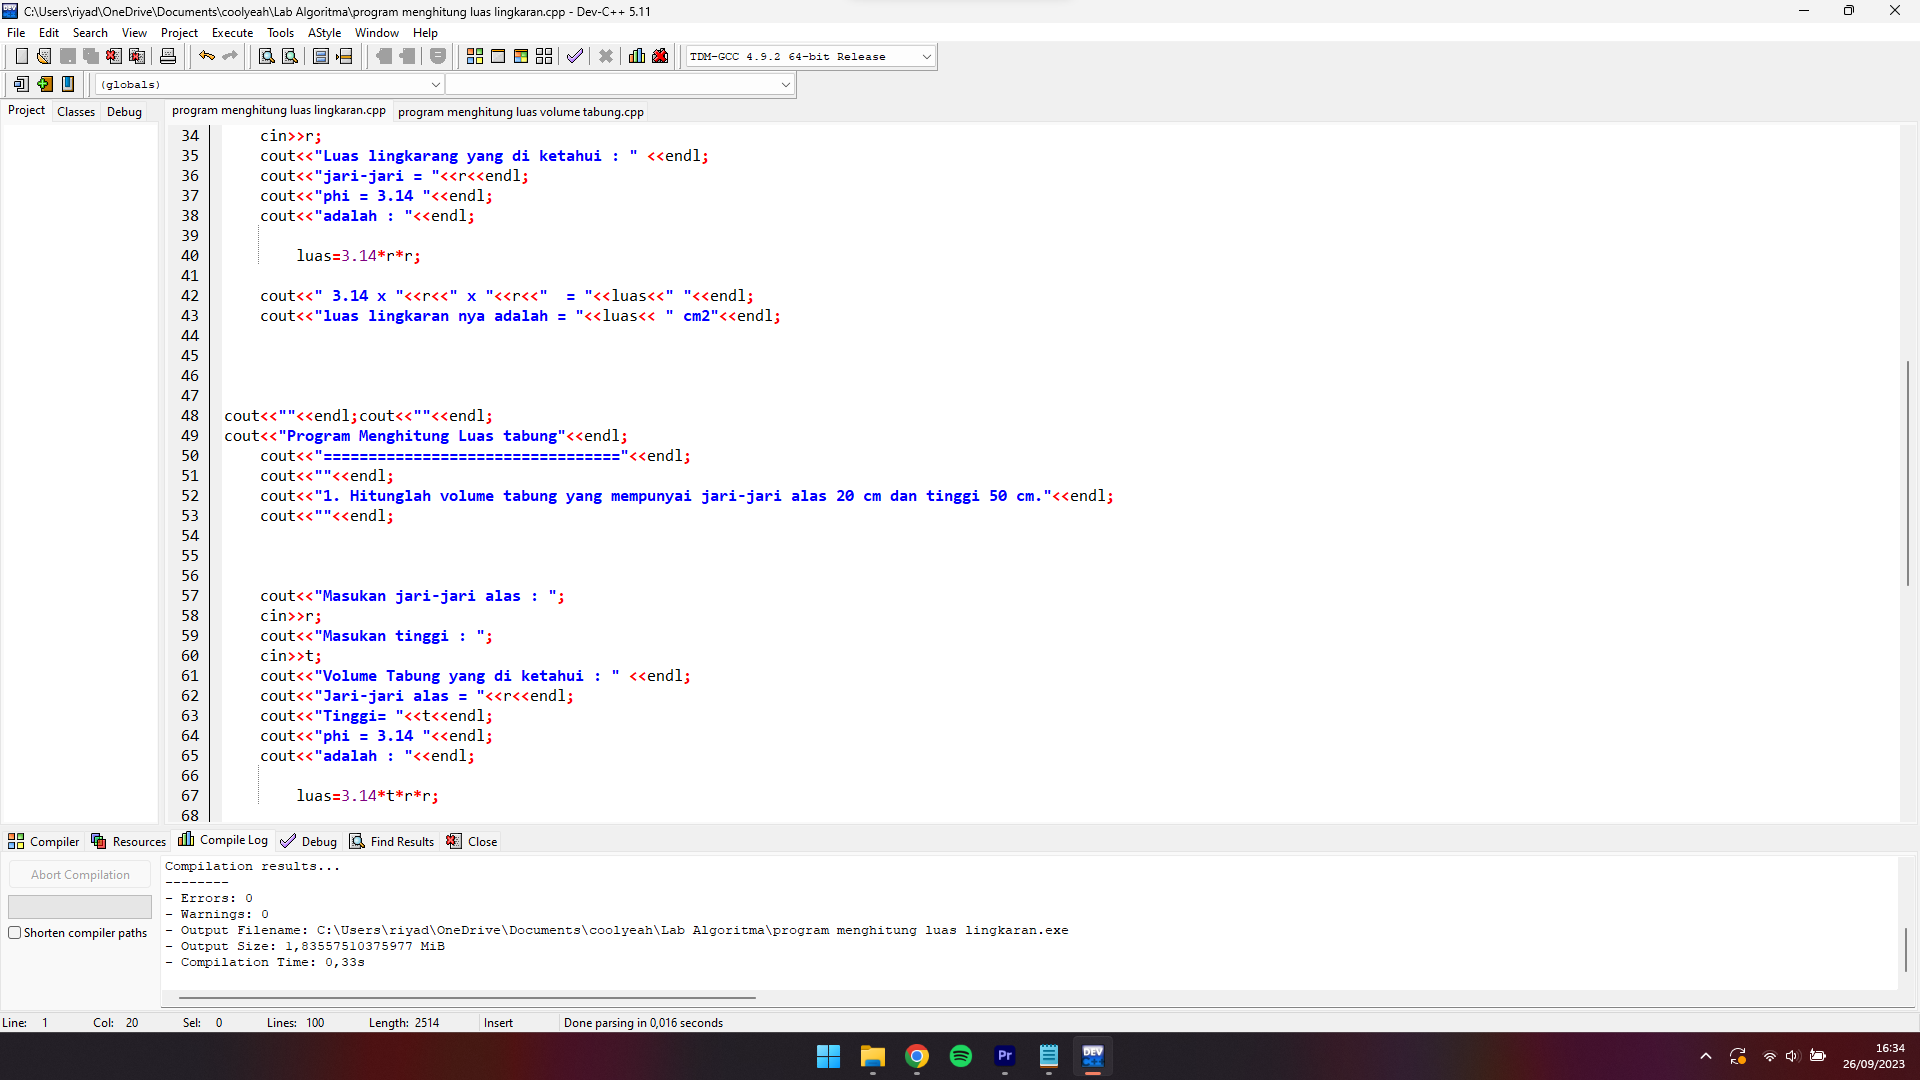 C:\Users\riyad\OneDrive\Documents\coolyeah\Lab Algoritma\program menghitung luas lingkaran.cpp - Dev-C++ 5.11
File Edit Search View Project Execute Tools AStyle Window Help
TDM-GCC 4.9.2 64-bit Release
(globals)
Project Classes Debug
program menghitung luas lingkaran.cpp program menghitung luas volume tabung.cpp
34 cin>>r;
35 cout<<"Luas lingkarang yang di ketahui : " <<endl;
36 cout<<"jari-jari = "<<r<<endl;
37 cout<<"phi = 3.14 "<<endl;
38 cout<<"adalah : "<<endl;
39
40 luas=3.14*r*r;
41
42 cout<<" 3.14 x "<<r<<" x "<<r<<"  = "<<luas<<" "<<endl;
43 cout<<"luas lingkaran nya adalah = "<<luas<< " cm2"<<endl;
44
45
46
47
48 cout<<""<<endl;cout<<""<<endl;
49 cout<<"Program Menghitung Luas tabung"<<endl;
50 cout<<"================================="<<endl;
51 cout<<""<<endl;
52 cout<<"1. Hitunglah volume tabung yang mempunyai jari-jari alas 20 cm dan tinggi 50 cm."<<endl;
53 cout<<""<<endl;
54
55
56
57 cout<<"Masukan jari-jari alas : ";
58 cin>>r;
59 cout<<"Masukan tinggi : ";
60 cin>>t;
61 cout<<"Volume Tabung yang di ketahui : " <<endl;
62 cout<<"Jari-jari alas = "<<r<<endl;
63 cout<<"Tinggi= "<<t<<endl;
64 cout<<"phi = 3.14 "<<endl;
65 cout<<"adalah : "<<endl;
66
67 luas=3.14*t*r*r;
68
Compiler Resources Compile Log Debug Find Results Close
Abort Compilation
Shorten compiler paths
Compilation results...
--------
- Errors: 0
- Warnings: 0
- Output Filename: C:\Users\riyad\OneDrive\Documents\coolyeah\Lab Algoritma\program menghitung luas lingkaran.exe
- Output Size: 1,83557510375977 MiB
- Compilation Time: 0,33s
Line: 1 Col: 20 Sel: 0 Lines: 100 Length: 2514 Insert Done parsing in 0,016 seconds
Pr
DEV C++
16:34
26/09/2023